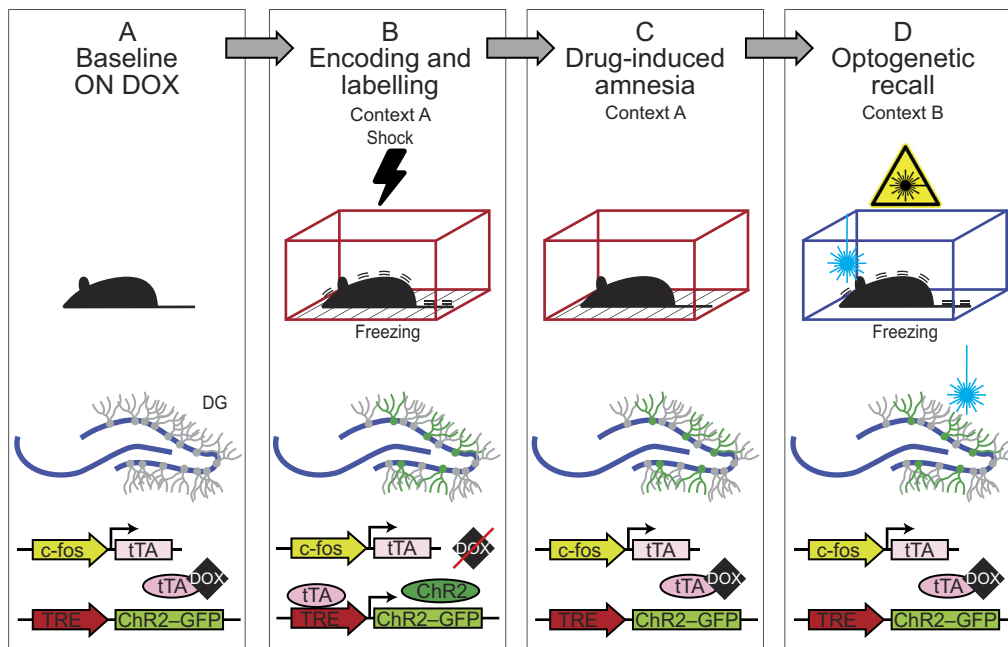 A
Baseline
ON DOX
DG
c-fos
tTA
tTA
DOX
TRE
ChR2–GFP
B
Encoding and
labelling
Context A
Shock
Freezing
c-fos
tTA
DOX
tTA
ChR2
TRE
ChR2–GFP
C
Drug-induced
amnesia
Context A
c-fos
tTA
tTA
DOX
TRE
ChR2–GFP
D
Optogenetic
recall
Context B
Freezing
c-fos
tTA
tTA
DOX
TRE
ChR2–GFP